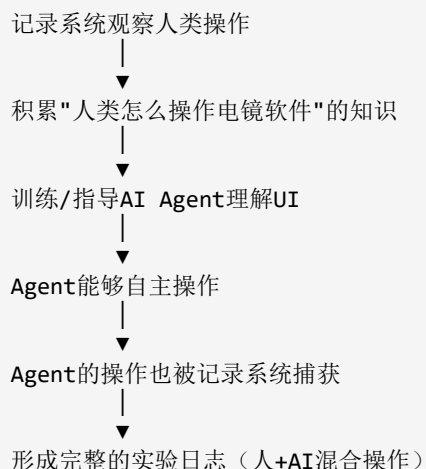 记录系统观察人类操作
积累"人类怎么操作电镜软件"的知识
训练/指导AI Agent理解UI
Agent能够自主操作
Agent的操作也被记录系统捕获
形成完整的实验日志（人+AI混合操作）